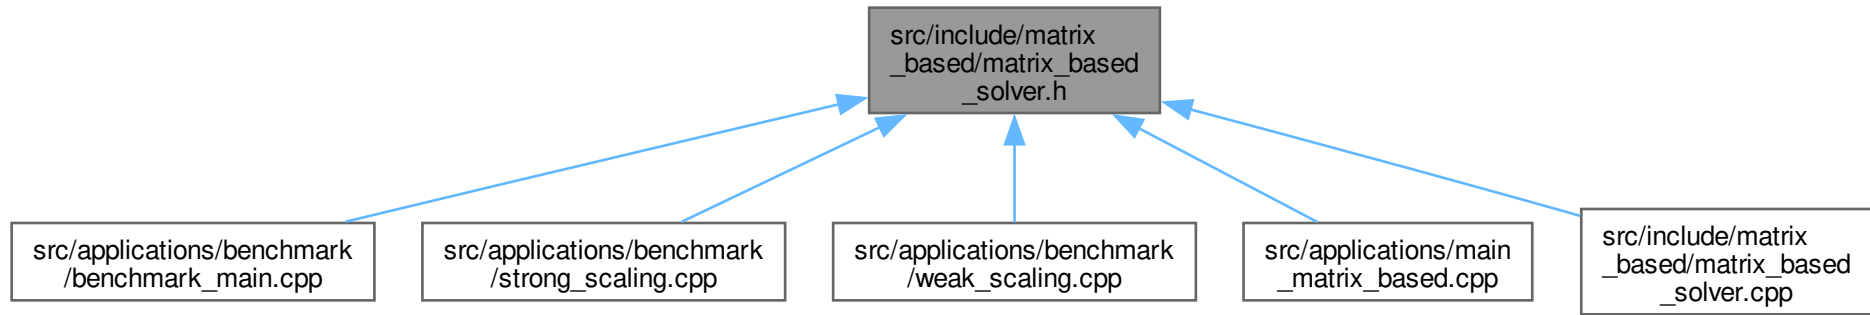 src/include/matrix
_based/matrix_based
_solver.h
src/applications/benchmark
/benchmark_main.cpp
src/applications/benchmark
/strong_scaling.cpp
src/applications/benchmark
/weak_scaling.cpp
src/applications/main
_matrix_based.cpp
src/include/matrix
_based/matrix_based
_solver.cpp